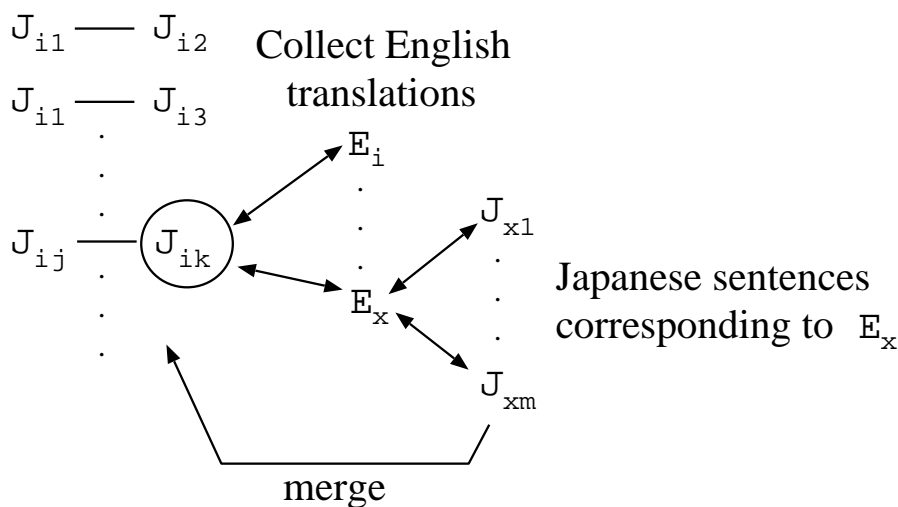 J_i1 — J_i2
Collect English
translations
J_i1 — J_i3
E_i
J_x1
J_ij — J_ik
Japanese sentences
corresponding to E_x
E_x
J_xm
merge